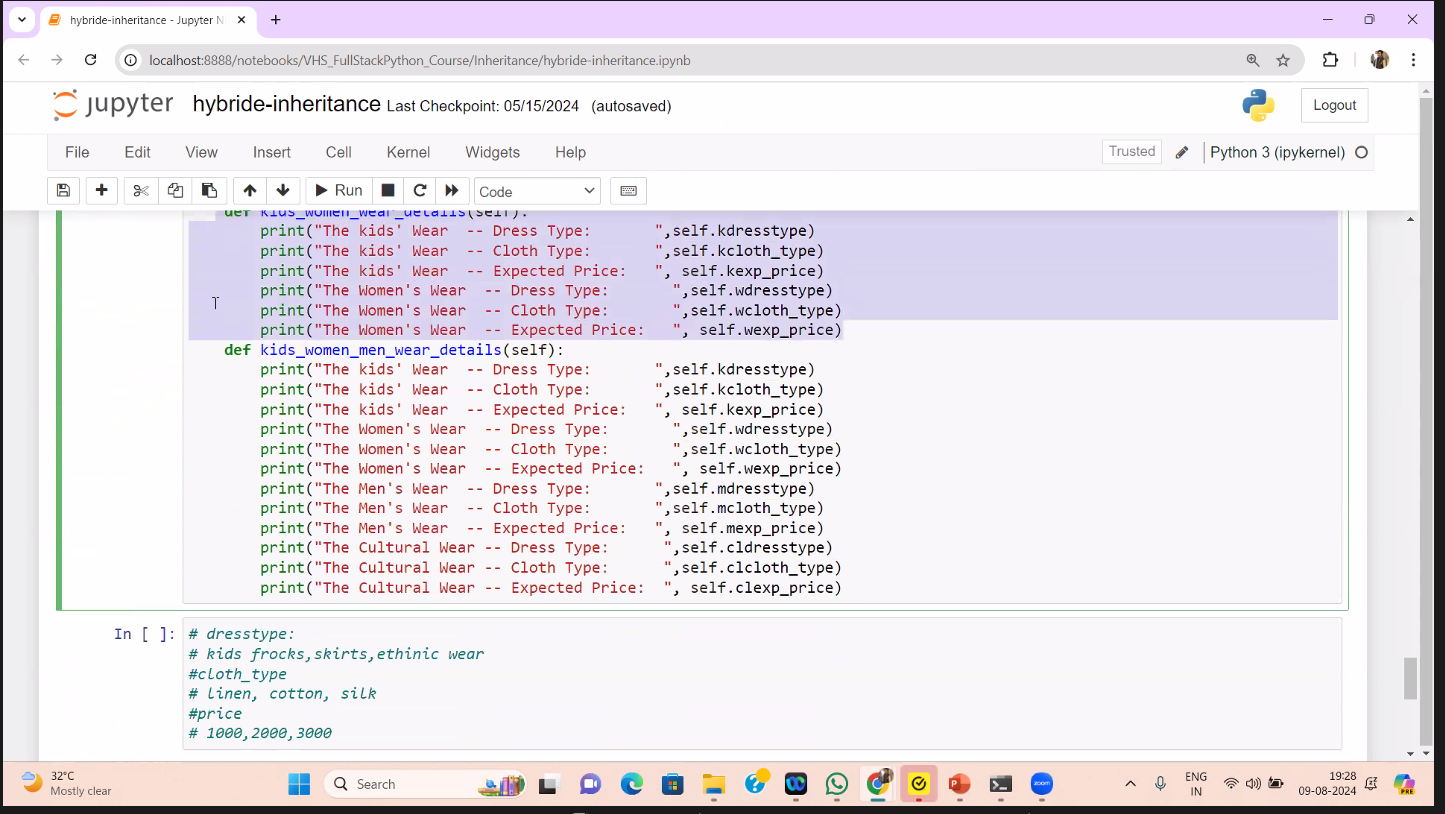 hybride-inheritance - Jupyter N
localhost:8888/notebooks/VHS_FullStackPython_Course/Inheritance/hybride-inheritance.ipynb
jupyter hybride-inheritance Last Checkpoint: 05/15/2024 (autosaved) Logout
File Edit View Insert Cell Kernel Widgets Help Trusted Python 3 (ipykernel)
Run Code
def kids_women_wear_details(self):
print("The kids' Wear  -- Dress Type:       ",self.kdresstype)
print("The kids' Wear  -- Cloth Type:       ",self.kcloth_type)
print("The kids' Wear  -- Expected Price:   ", self.kexp_price)
print("The Women's Wear  -- Dress Type:       ",self.wdresstype)
print("The Women's Wear  -- Cloth Type:       ",self.wcloth_type)
print("The Women's Wear  -- Expected Price:   ", self.wexp_price)
def kids_women_men_wear_details(self):
print("The kids' Wear  -- Dress Type:       ",self.kdresstype)
print("The kids' Wear  -- Cloth Type:       ",self.kcloth_type)
print("The kids' Wear  -- Expected Price:   ", self.kexp_price)
print("The Women's Wear  -- Dress Type:       ",self.wdresstype)
print("The Women's Wear  -- Cloth Type:       ",self.wcloth_type)
print("The Women's Wear  -- Expected Price:   ", self.wexp_price)
print("The Men's Wear  -- Dress Type:        ",self.mdresstype)
print("The Men's Wear  -- Cloth Type:        ",self.mcloth_type)
print("The Men's Wear  -- Expected Price:   ", self.mexp_price)
print("The Cultural Wear -- Dress Type:      ",self.cldresstype)
print("The Cultural Wear -- Cloth Type:      ",self.clcloth_type)
print("The Cultural Wear -- Expected Price:  ", self.clexp_price)
In [ ]: # dresstype:
# kids frocks,skirts,ethinic wear
#cloth_type
# linen, cotton, silk
#price
# 1000,2000,3000
32°C
Mostly clear
Search
zoom
ENG
IN
19:28
09-08-2024
PRE